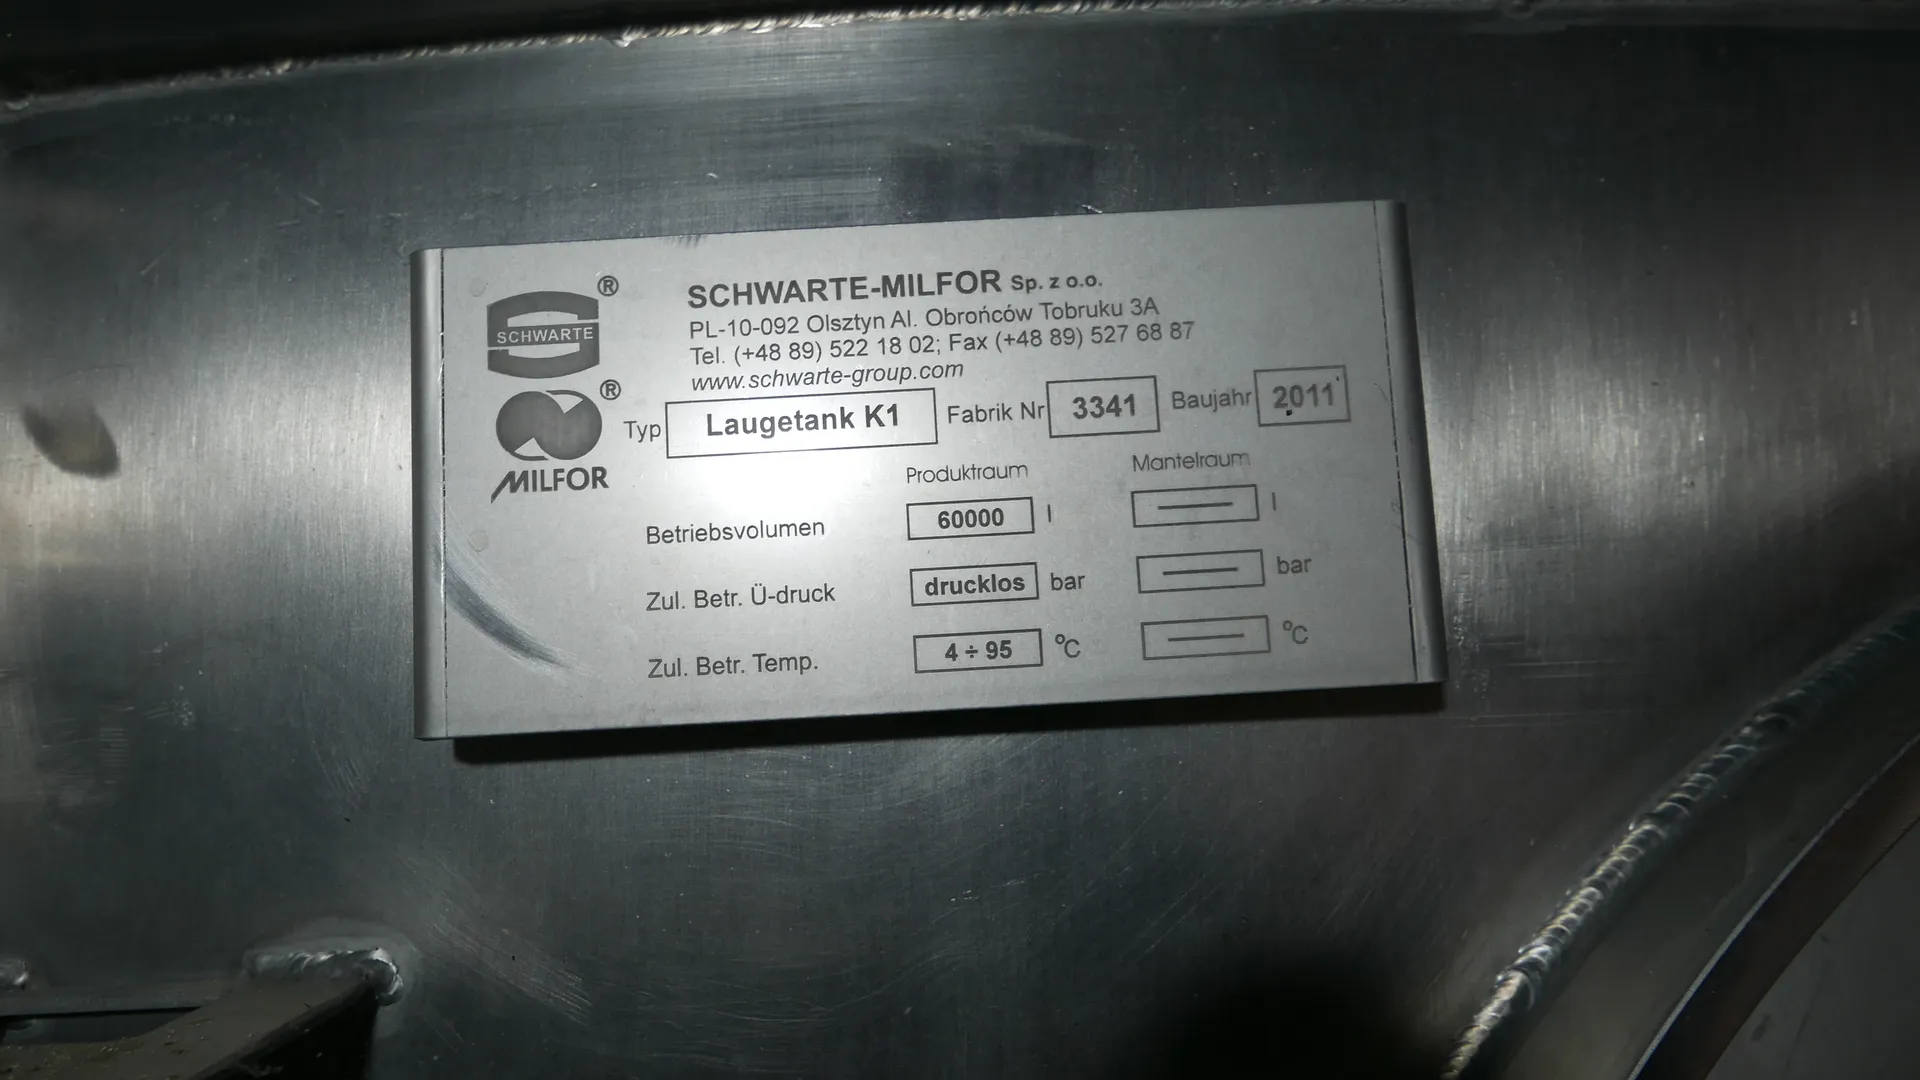 SCHWARTE ®
MILFOR ®
SCHWARTE-MILFOR Sp. z o.o.
PL-10-092 Olsztyn Al. Obrońców Tobruku 3A
Tel. (+48 89) 522 18 02; Fax (+48 89) 527 68 87
www.schwarte-group.com
Typ Laugetank K1 Fabrik Nr 3341 Baujahr 2011
Produktraum Mantelraum
Betriebsvolumen 60000 l — l
Zul. Betr. Ü-druck drucklos bar — bar
Zul. Betr. Temp. 4 ÷ 95 °C — °C